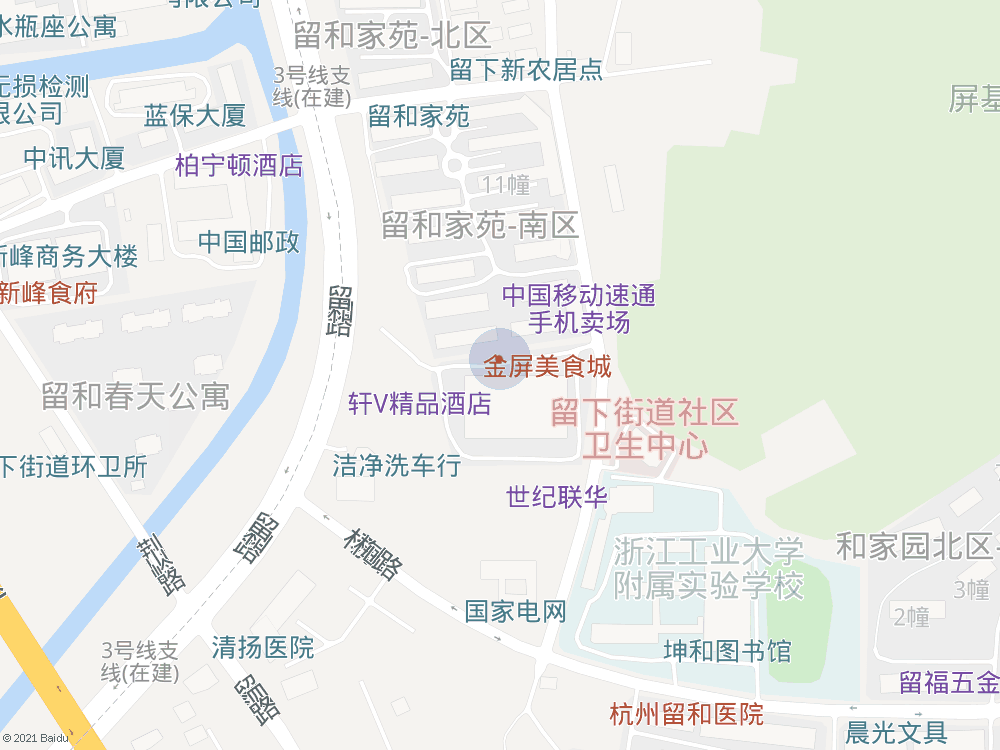 有限公司
水瓶座公寓
留和家苑-北区
3号线支
线(在建)
留下新农居点
屏基
无损检测
限公司
蓝保大厦
留和家苑
中讯大厦
柏宁顿酒店
11幢
留和家苑-南区
中国邮政
新峰商务大楼
新峰食府
中国移动速通
手机卖场
金屏美食城
留和春天公寓
轩V精品酒店
留下街道社区
卫生中心
下街道环卫所
洁净洗车行
世纪联华
浙江工业大学
附属实验学校
和家园北区-
3幢
2幢
国家电网
3号线支
线(在建)
清扬医院
坤和图书馆
留福五金
杭州留和医院
晨光文具
© 2021 Baidu